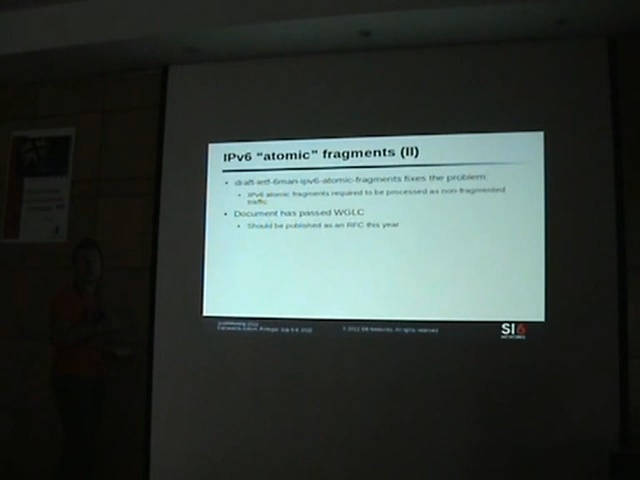 IPv6 "atomic" fragments (II)
• draft-ietf-6man-ipv6-atomic-fragments fixes the problem:
• IPv6 atomic fragments required to be processed as non-fragmented
traffic
• Document has passed WGLC
• Should be published as an RFC this year
© 2012 SI6 Networks. All rights reserved
SI6
NETWORKS